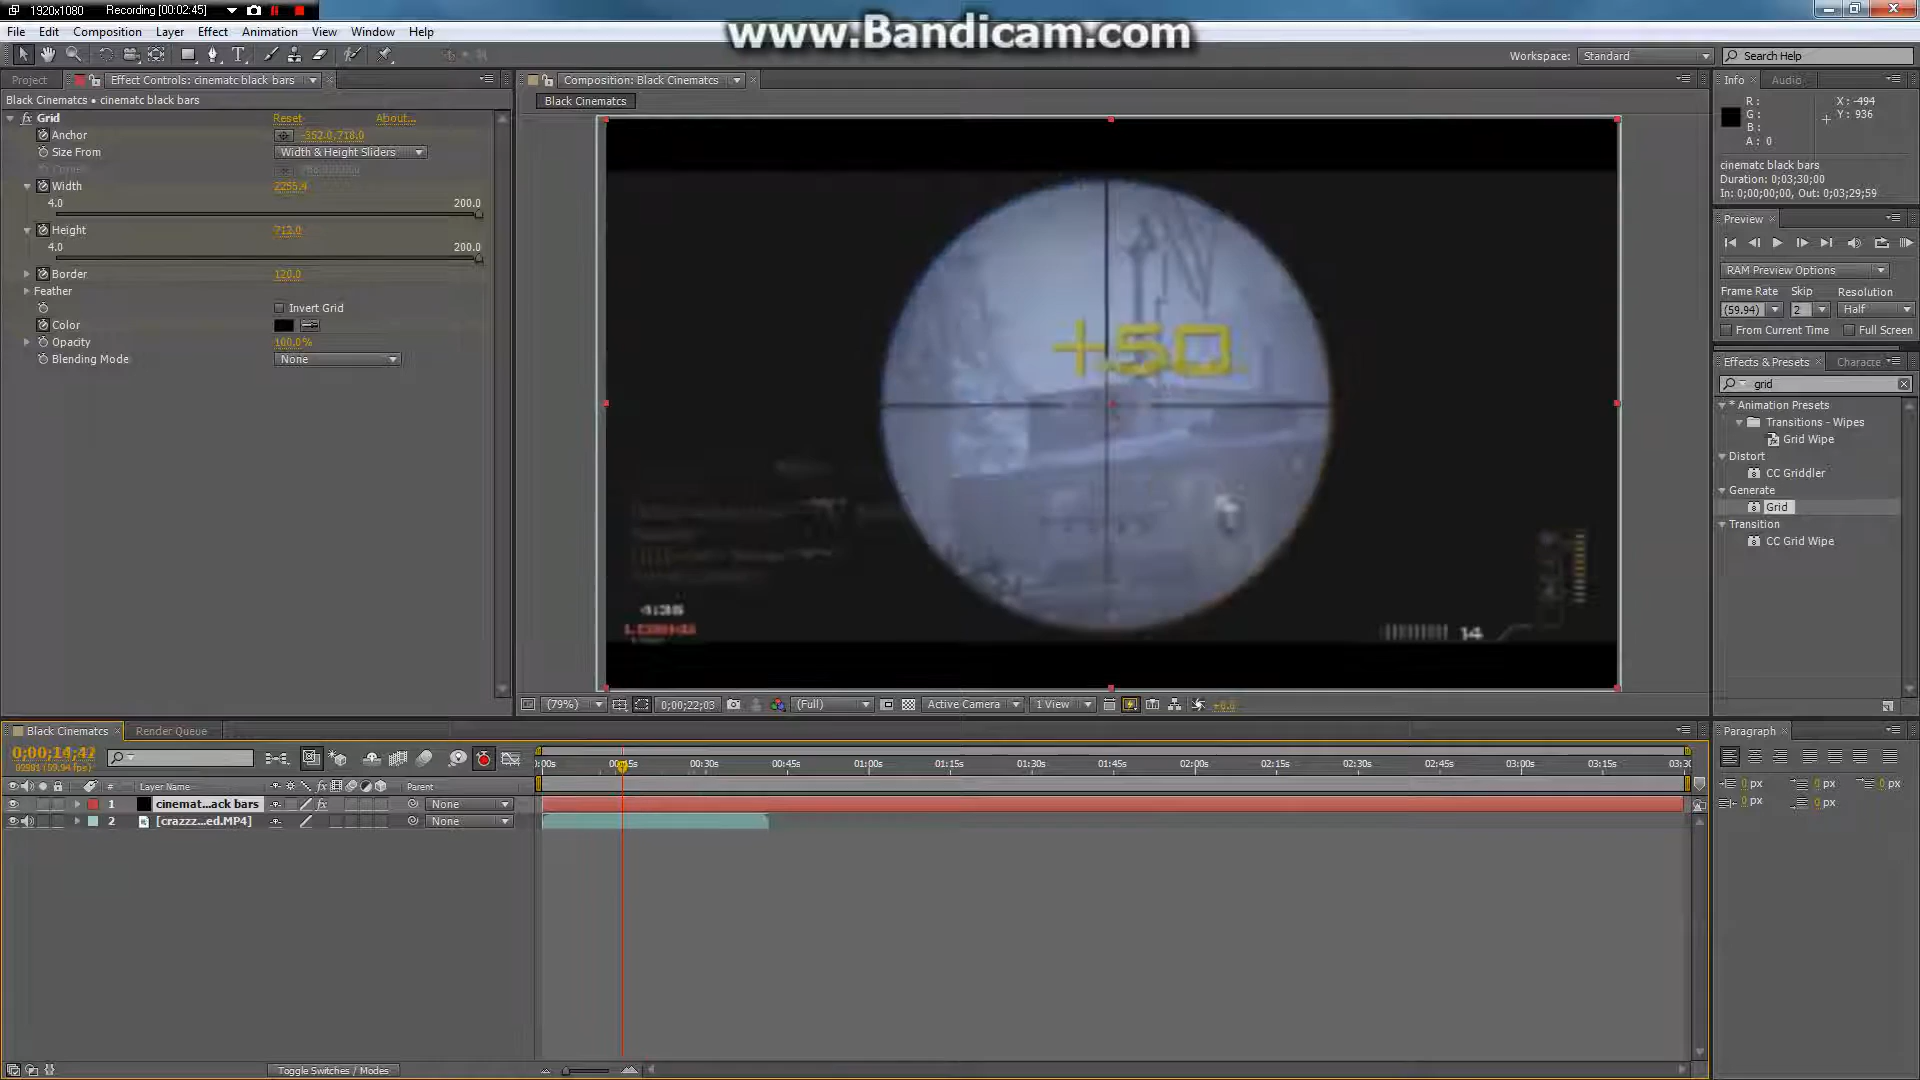 1920x1080 Recording [00:02:45]
www.Bandicam.com
File Edit Composition Layer Effect Animation View Window Help
Workspace: Standard Search Help
Project Effect Controls: cinematc black bars
Composition: Black Cinematcs
Info Audio
Black Cinematcs • cinematc black bars
Black Cinematcs
R: X: -494
G: Y: 936
B:
A: 0
fx Grid Reset About...
Anchor -352.0,718.0
Size From Width & Height Sliders
Width 2255.4
4.0 200.0
Height 712.0
4.0 200.0
Border 120.0
Feather
Invert Grid
Color
Opacity 100.0%
Blending Mode None
cinematc black bars
Duration: 0;03;30;00
In: 0;00;00;00, Out: 0;03;29;59
Preview
RAM Preview Options
Frame Rate Skip Resolution
(59.94) 2 Half
From Current Time Full Screen
Effects & Presets Characte
grid
* Animation Presets
Transitions - Wipes
Grid Wipe
Distort
CC Griddler
Generate
Grid
Transition
CC Grid Wipe
+50
4:36
14
(79%) 0;00;22;03 (Full) Active Camera 1 View +0.0
Black Cinematcs Render Queue
0;00;14;42
02981 (59.94 fps)
:00s 00:15s 00:30s 00:45s 01:00s 01:15s 01:30s 01:45s 02:00s 02:15s 02:30s 02:45s 03:00s 03:15s 03:30
# Layer Name Parent
1 cinemat...ack bars fx None
2 [crazzz...ed.MP4] None
Toggle Switches / Modes
Paragraph
0 px 0 px 0 px
0 px 0 px